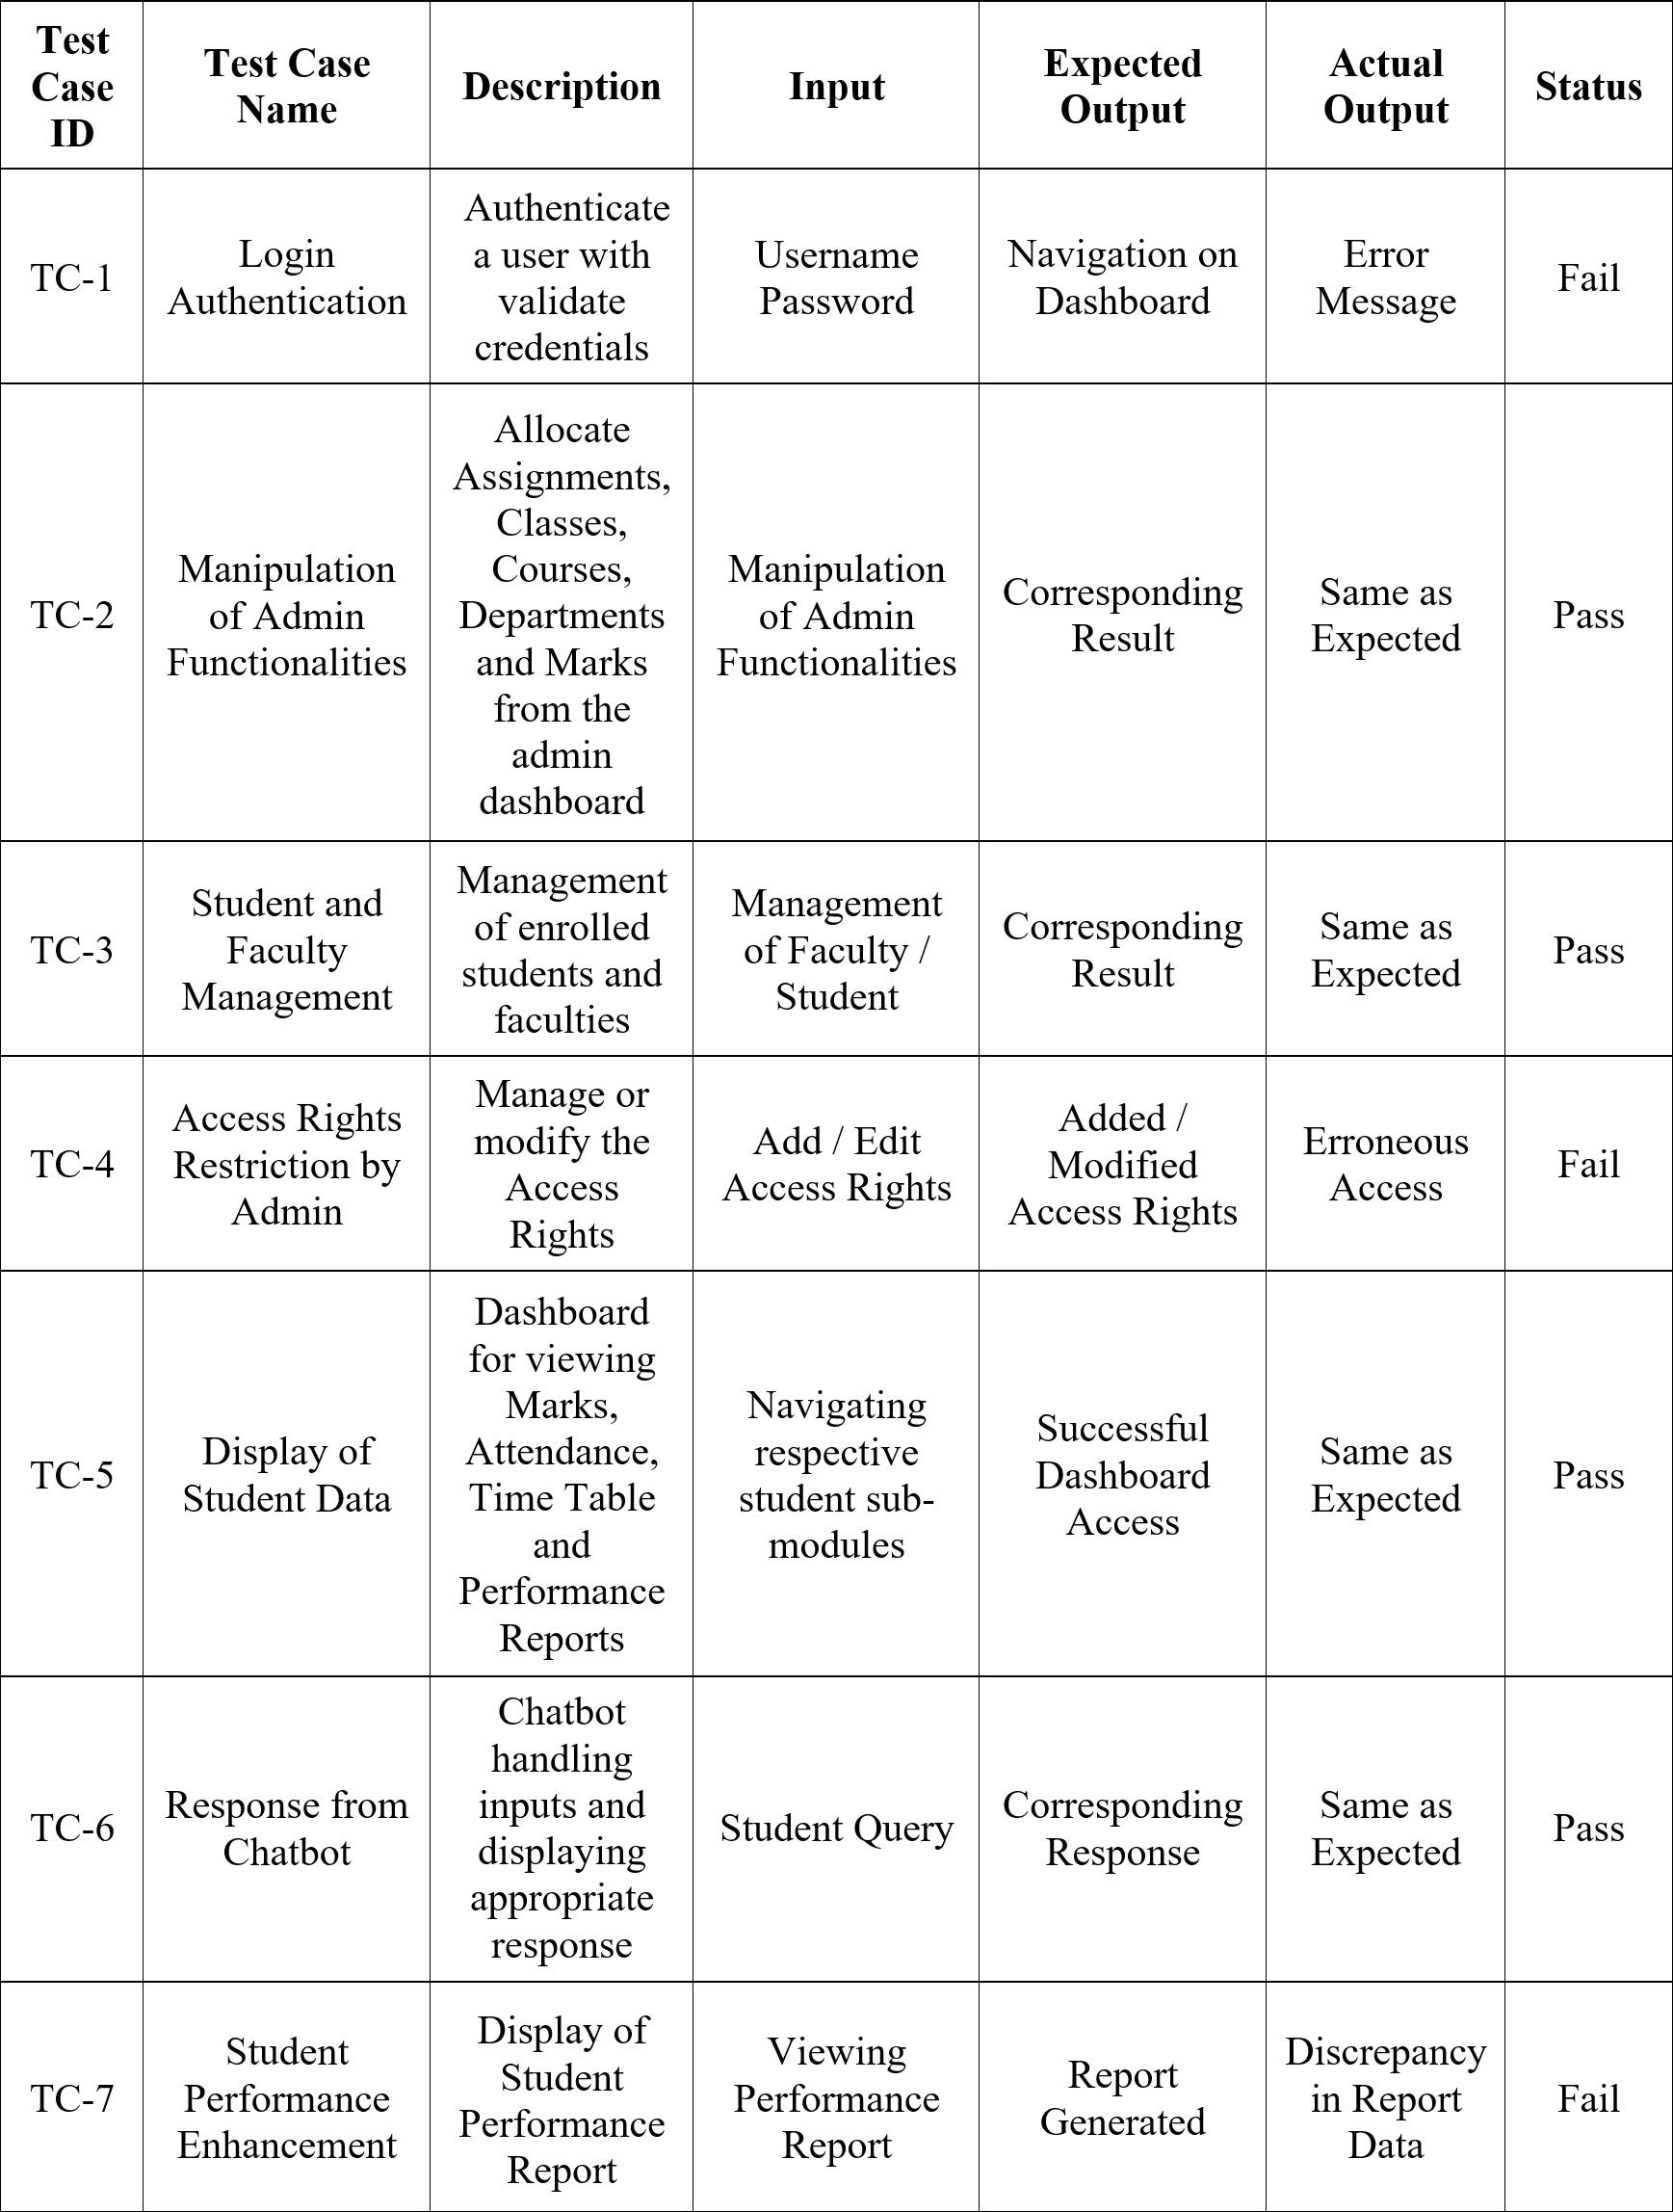 Test
Case
ID
Test Case
Name
Description
Input
Expected
Output
Actual
Output
Status
TC-1
Login
Authentication
Authenticate
a user with
validate
credentials
Username
Password
Navigation on
Dashboard
Error
Message
Fail
TC-2
Manipulation
of Admin
Functionalities
Allocate
Assignments,
Classes,
Courses,
Departments
and Marks
from the
admin
dashboard
Manipulation
of Admin
Functionalities
Corresponding
Result
Same as
Expected
Pass
TC-3
Student and
Faculty
Management
Management
of enrolled
students and
faculties
Management
of Faculty /
Student
Corresponding
Result
Same as
Expected
Pass
TC-4
Access Rights
Restriction by
Admin
Manage or
modify the
Access
Rights
Add / Edit
Access Rights
Added /
Modified
Access Rights
Erroneous
Access
Fail
TC-5
Display of
Student Data
Dashboard
for viewing
Marks,
Attendance,
Time Table
and
Performance
Reports
Navigating
respective
student sub-
modules
Successful
Dashboard
Access
Same as
Expected
Pass
TC-6
Response from
Chatbot
Chatbot
handling
inputs and
displaying
appropriate
response
Student Query
Corresponding
Response
Same as
Expected
Pass
TC-7
Student
Performance
Enhancement
Display of
Student
Performance
Report
Viewing
Performance
Report
Report
Generated
Discrepancy
in Report
Data
Fail